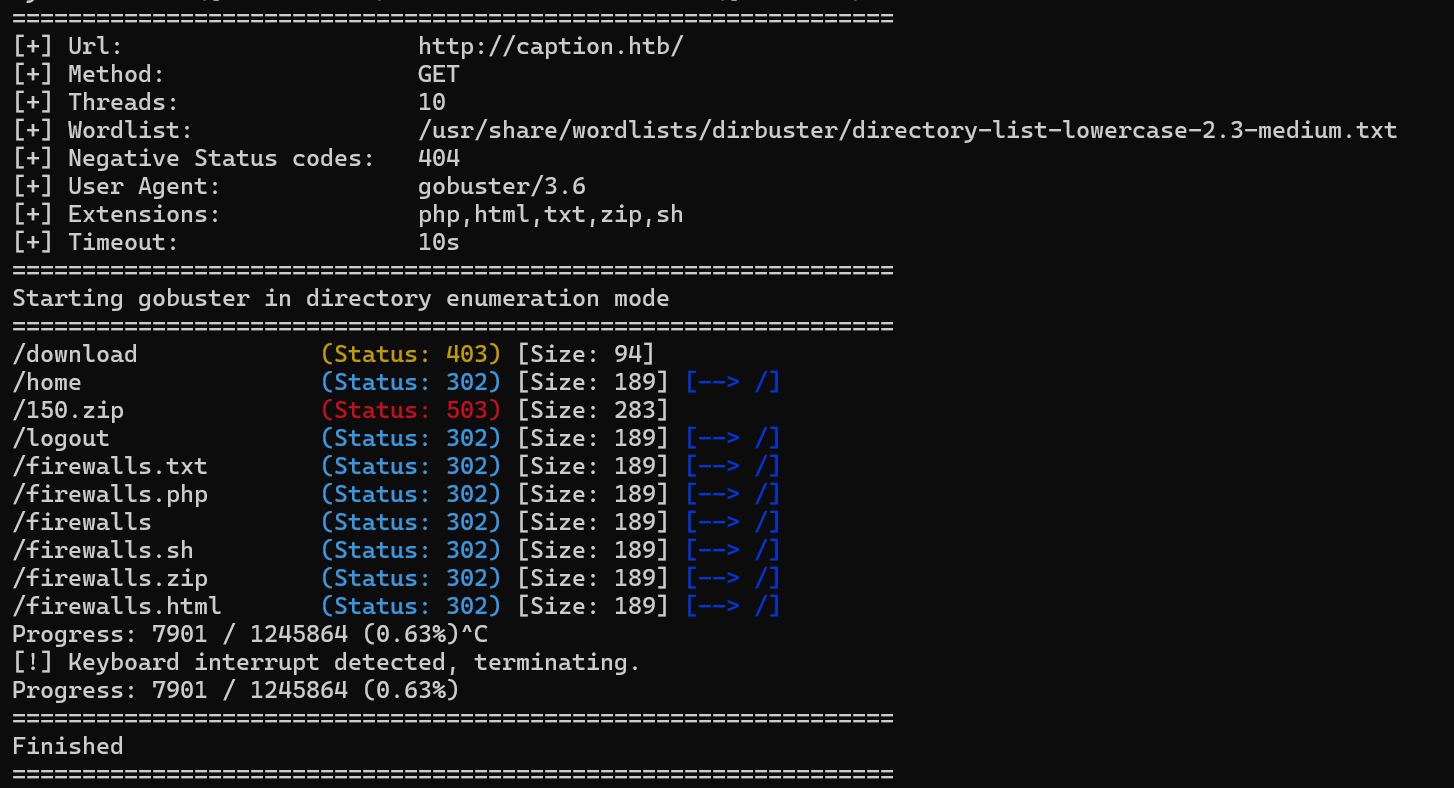 ===============================================================
[+] Url:                     http://caption.htb/
[+] Method:                  GET
[+] Threads:                 10
[+] Wordlist:                /usr/share/wordlists/dirbuster/directory-list-lowercase-2.3-medium.txt
[+] Negative Status codes:   404
[+] User Agent:              gobuster/3.6
[+] Extensions:              php,html,txt,zip,sh
[+] Timeout:                 10s
===============================================================
Starting gobuster in directory enumeration mode
===============================================================
/download             (Status: 403) [Size: 94]
/home                 (Status: 302) [Size: 189] [--> /]
/150.zip              (Status: 503) [Size: 283]
/logout               (Status: 302) [Size: 189] [--> /]
/firewalls.txt        (Status: 302) [Size: 189] [--> /]
/firewalls.php        (Status: 302) [Size: 189] [--> /]
/firewalls            (Status: 302) [Size: 189] [--> /]
/firewalls.sh         (Status: 302) [Size: 189] [--> /]
/firewalls.zip        (Status: 302) [Size: 189] [--> /]
/firewalls.html       (Status: 302) [Size: 189] [--> /]
Progress: 7901 / 1245864 (0.63%)^C
[!] Keyboard interrupt detected, terminating.
Progress: 7901 / 1245864 (0.63%)
===============================================================
Finished
===============================================================